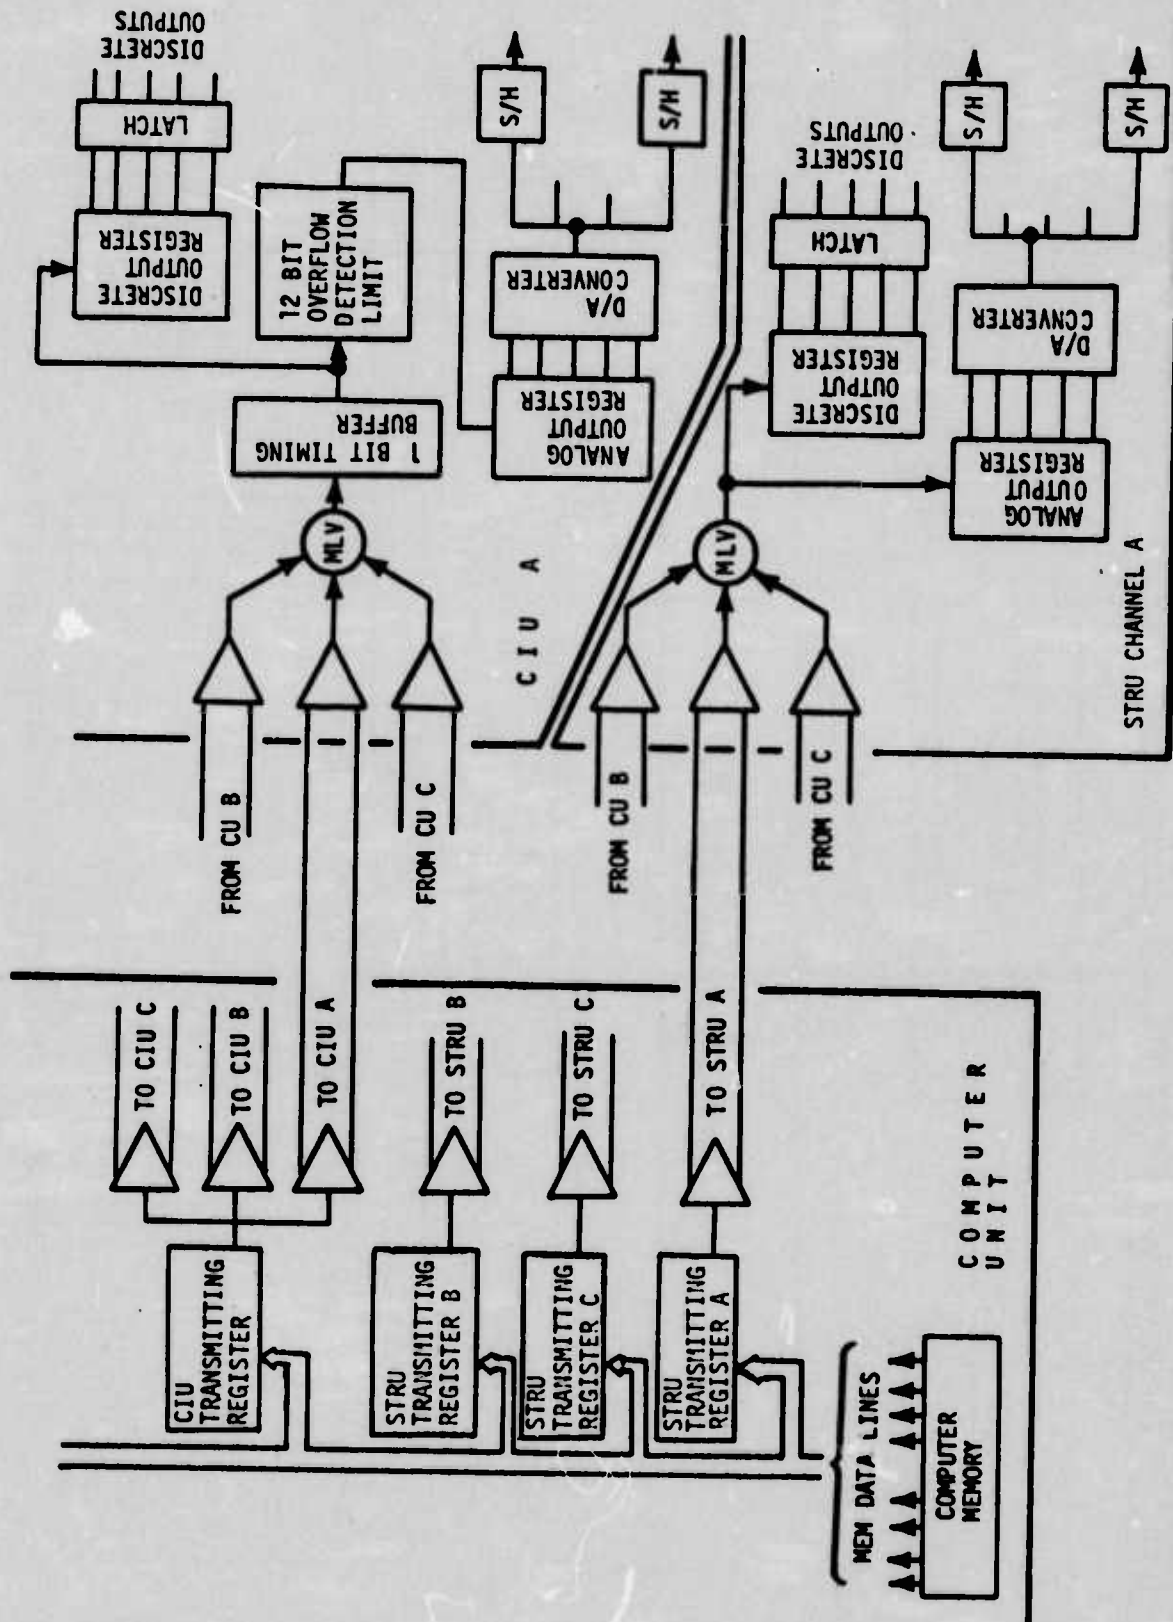 COMPUTER
MEMORY
MEM DATA LINES
CIU
TRANSMITTING
REGISTER
STRU
TRANSMITTING
REGISTER B
STRU
TRANSMITTING
REGISTER C
STRU
TRANSMITTING
REGISTER A
TO CIU C
TO CIU B
TO CIU A
TO STRU B
TO STRU C
TO STRU A
COMPUTER
UNIT
FROM CU B
FROM CU C
FROM CU B
FROM CU C
MLV
1 BIT TIMING
BUFFER
12 BIT
OVERFLOW
DETECTION
LIMIT
DISCRETE
OUTPUT
REGISTER
LATCH
DISCRETE
OUTPUTS
ANALOG
OUTPUT
REGISTER
D/A
CONVERTER
S/H
S/H
CIU A
MLV
DISCRETE
OUTPUT
REGISTER
LATCH
DISCRETE
OUTPUTS
ANALOG
OUTPUT
REGISTER
D/A
CONVERTER
S/H
S/H
STRU CHANNEL A